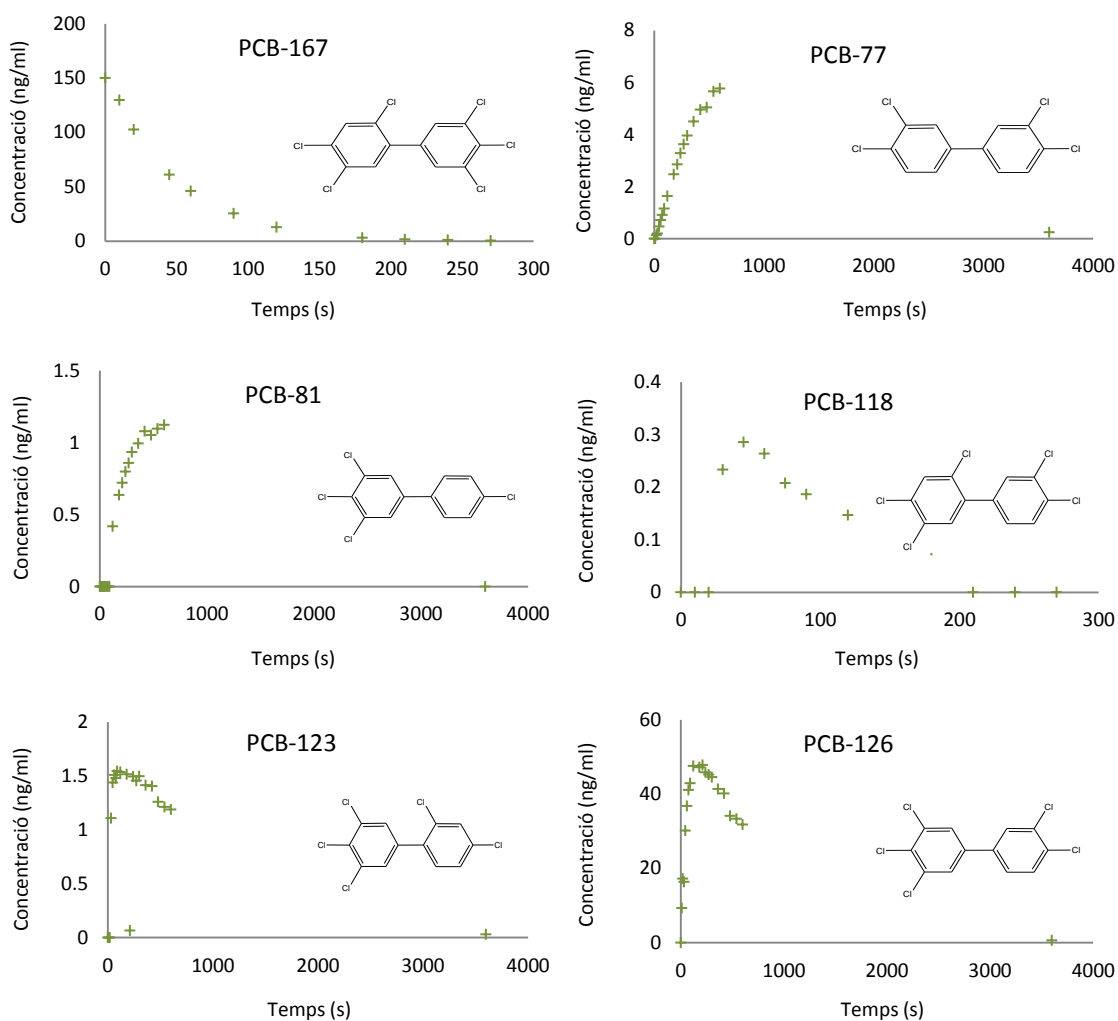 PCB-167
Concentració (ng/ml)
200
150
100
50
0
0 50 100 150 200 250 300
Temps (s)
Cl Cl
Cl Cl
Cl Cl
PCB-77
Concentració (ng/ml)
8
6
4
2
0
0 1000 2000 3000 4000
Temps (s)
Cl Cl
Cl Cl
PCB-81
Concentració (ng/ml)
1.5
1
0.5
0
0 1000 2000 3000 4000
Temps (s)
Cl
Cl Cl
Cl
PCB-118
Concentració (ng/ml)
0.4
0.3
0.2
0.1
0
0 100 200 300
Temps (s)
Cl Cl
Cl Cl
Cl
PCB-123
Concentració (ng/ml)
2
1.5
1
0.5
0
0 1000 2000 3000 4000
Temps (s)
Cl Cl
Cl Cl
Cl
PCB-126
Concentració (ng/ml)
60
40
20
0
0 1000 2000 3000 4000
Temps (s)
Cl Cl
Cl Cl
Cl